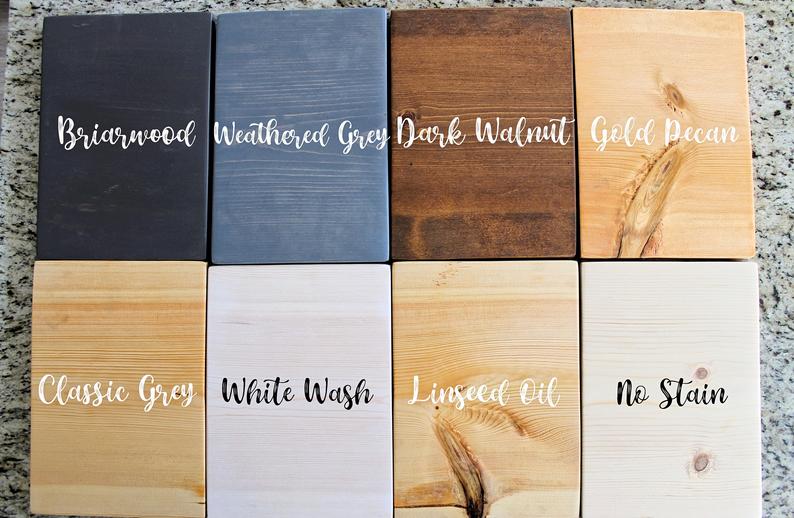 Briarwood
Weathered Grey
Dark Walnut
Gold Pecan
Classic Grey
White Wash
Linseed Oil
No Stain